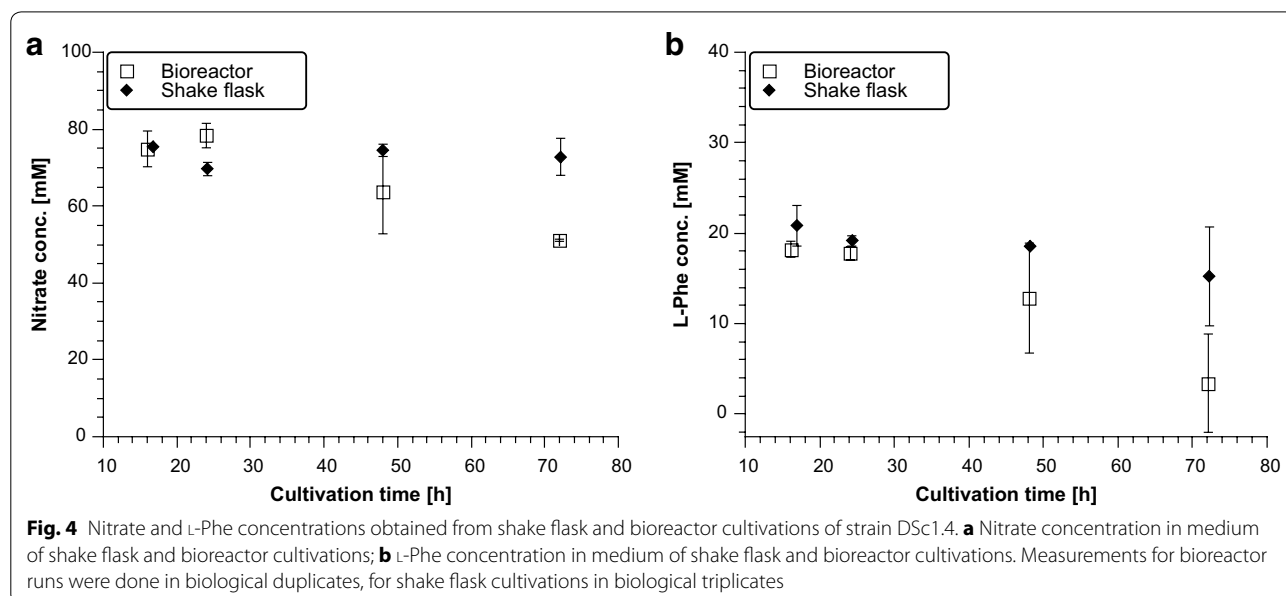 a
100
80
60
40
20
0
Nitrate conc. [mM]
Bioreactor
Shake flask
10 20 30 40 50 60 70 80
Cultivation time [h]
b
40
30
20
10
0
L-Phe conc. [mM]
Bioreactor
Shake flask
10 20 30 40 50 60 70 80
Cultivation time [h]
Fig. 4 Nitrate and L-Phe concentrations obtained from shake flask and bioreactor cultivations of strain DSc1.4. a Nitrate concentration in medium
of shake flask and bioreactor cultivations; b L-Phe concentration in medium of shake flask and bioreactor cultivations. Measurements for bioreactor
runs were done in biological duplicates, for shake flask cultivations in biological triplicates